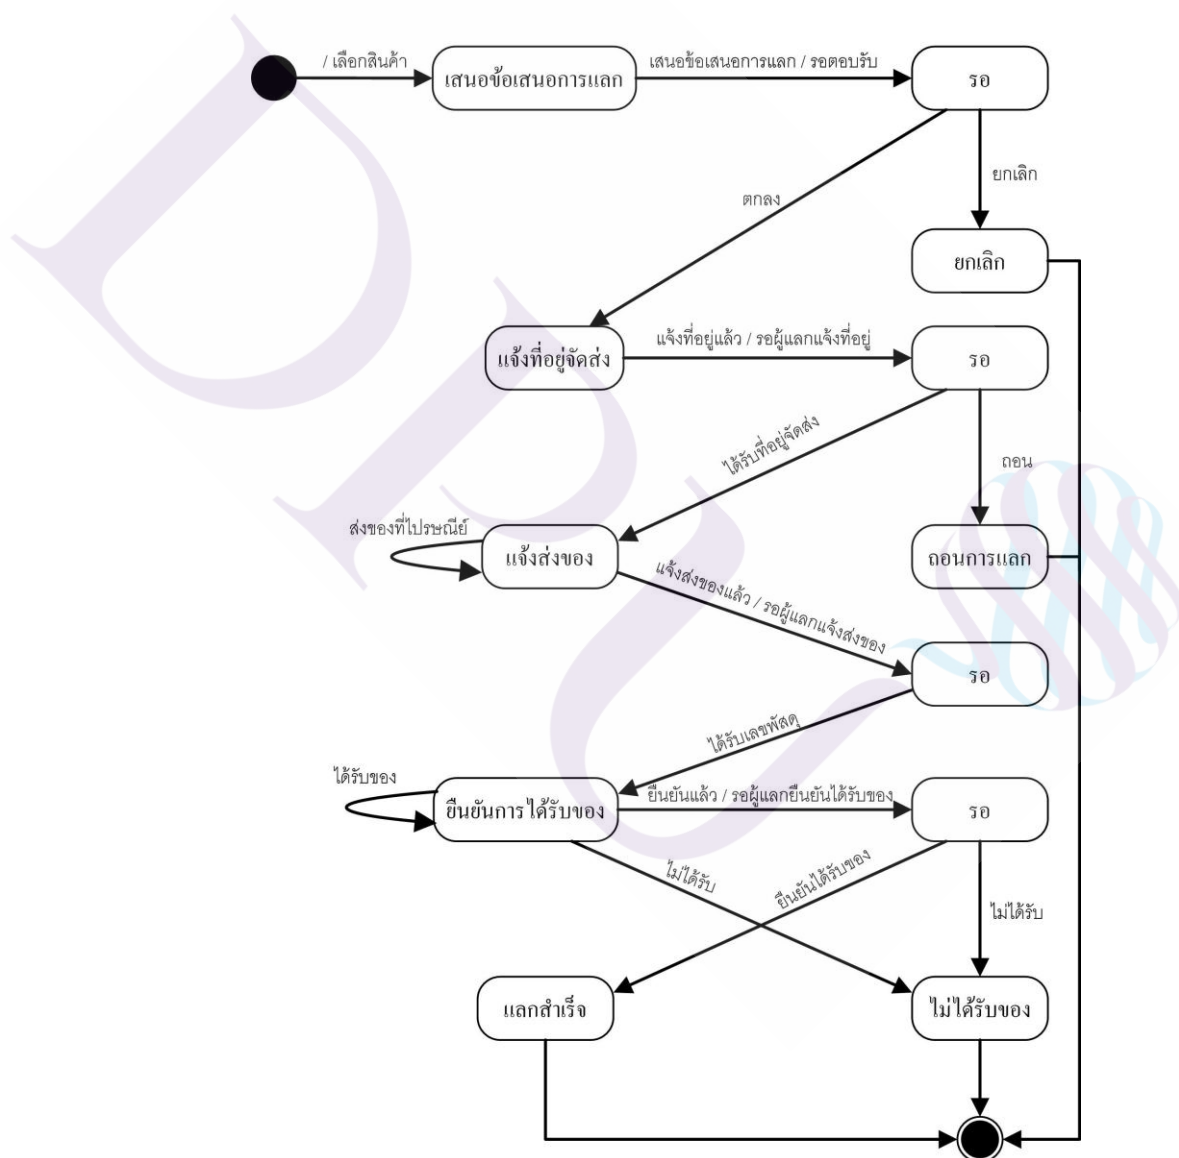 / เลือกสินค้า
เสนอข้อเสนอการแลก
เสนอข้อเสนอการแลก / รอตอบรับ
รอ
ยกเลิก
ตกลง
ยกเลิก
แจ้งที่อยู่จัดส่ง
แจ้งที่อยู่แล้ว / รอผู้แลกแจ้งที่อยู่
รอ
ได้รับที่อยู่จัดส่ง
ถอน
ส่งของที่ไปรษณีย์
แจ้งส่งของ
ถอนการแลก
แจ้งส่งของแล้ว / รอผู้แลกแจ้งส่งของ
รอ
ได้รับเลขพัสดุ
ได้รับของ
ยืนยันการได้รับของ
ยืนยันแล้ว / รอผู้แลกยืนยันได้รับของ
รอ
ไม่ได้รับ
ยืนยันได้รับของ
ไม่ได้รับ
แลกสำเร็จ
ไม่ได้รับของ
DPU